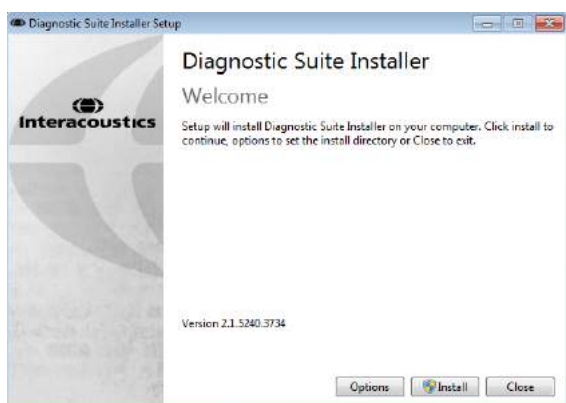 Diagnostic Suite Installer Setup
Diagnostic Suite Installer
Welcome
Interacoustics
Setup will install Diagnostic Suite Installer on your computer. Click install to
continue, options to set the install directory or Close to exit.
Version 2.1.5240.3734
Options
Install
Close